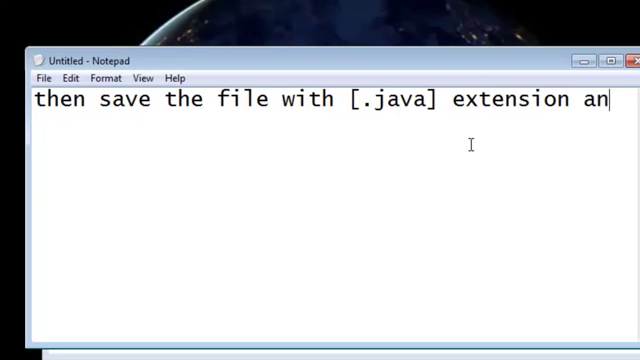 Untitled - Notepad
File Edit Format View Help
then save the file with [.java] extension an